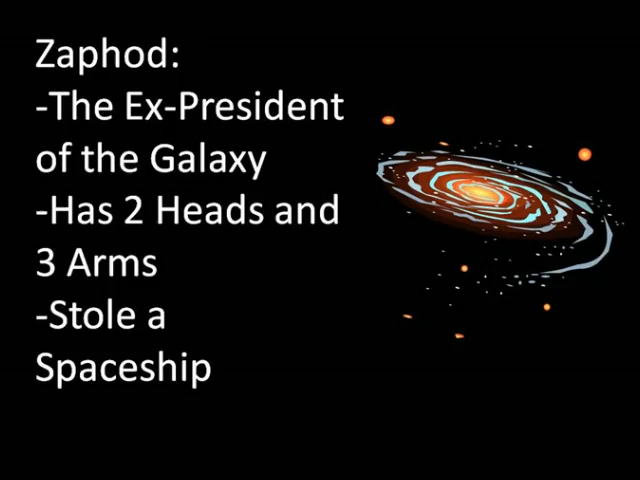 Zaphod:
-The Ex-President
of the Galaxy
-Has 2 Heads and
3 Arms
-Stole a
Spaceship